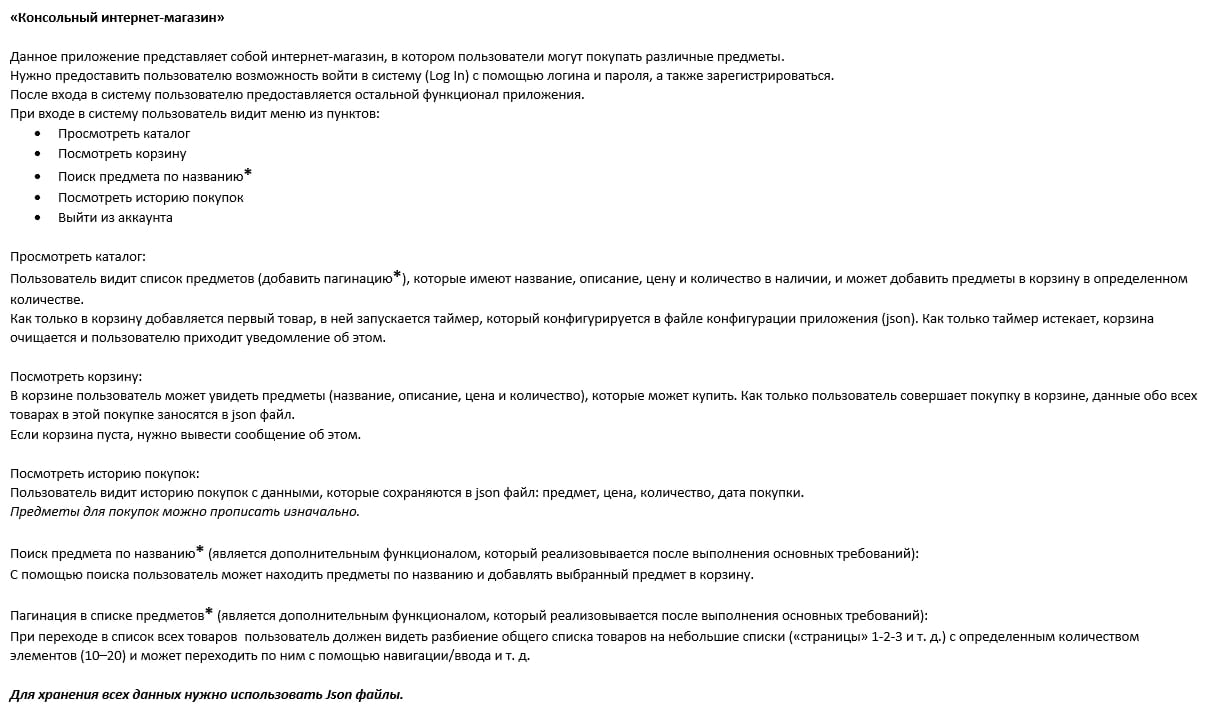 «Консольный интернет-магазин»
Данное приложение представляет собой интернет-магазин, в котором пользователи могут покупать различные предметы.
Нужно предоставить пользователю возможность войти в систему (Log In) с помощью логина и пароля, а также зарегистрироваться.
После входа в систему пользователю предоставляется остальной функционал приложения.
При входе в систему пользователь видит меню из пунктов:
• Просмотреть каталог
• Посмотреть корзину
• Поиск предмета по названию*
• Посмотреть историю покупок
• Выйти из аккаунта
Просмотреть каталог:
Пользователь видит список предметов (добавить пагинацию*), которые имеют название, описание, цену и количество в наличии, и может добавить предметы в корзину в определенном
количестве.
Как только в корзину добавляется первый товар, в ней запускается таймер, который конфигурируется в файле конфигурации приложения (json). Как только таймер истекает, корзина
очищается и пользователю приходит уведомление об этом.
Посмотреть корзину:
В корзине пользователь может увидеть предметы (название, описание, цена и количество), которые может купить. Как только пользователь совершает покупку в корзине, данные обо всех
товарах в этой покупке заносятся в json файл.
Если корзина пуста, нужно вывести сообщение об этом.
Посмотреть историю покупок:
Пользователь видит историю покупок с данными, которые сохраняются в json файл: предмет, цена, количество, дата покупки.
Предметы для покупок можно прописать изначально.
Поиск предмета по названию* (является дополнительным функционалом, который реализовывается после выполнения основных требований):
С помощью поиска пользователь может находить предметы по названию и добавлять выбранный предмет в корзину.
Пагинация в списке предметов* (является дополнительным функционалом, который реализовывается после выполнения основных требований):
При переходе в список всех товаров  пользователь должен видеть разбиение общего списка товаров на небольшие списки («страницы» 1-2-3 и т. д.) с определенным количеством
элементов (10–20) и может переходить по ним с помощью навигации/ввода и т. д.
Для хранения всех данных нужно использовать Json файлы.